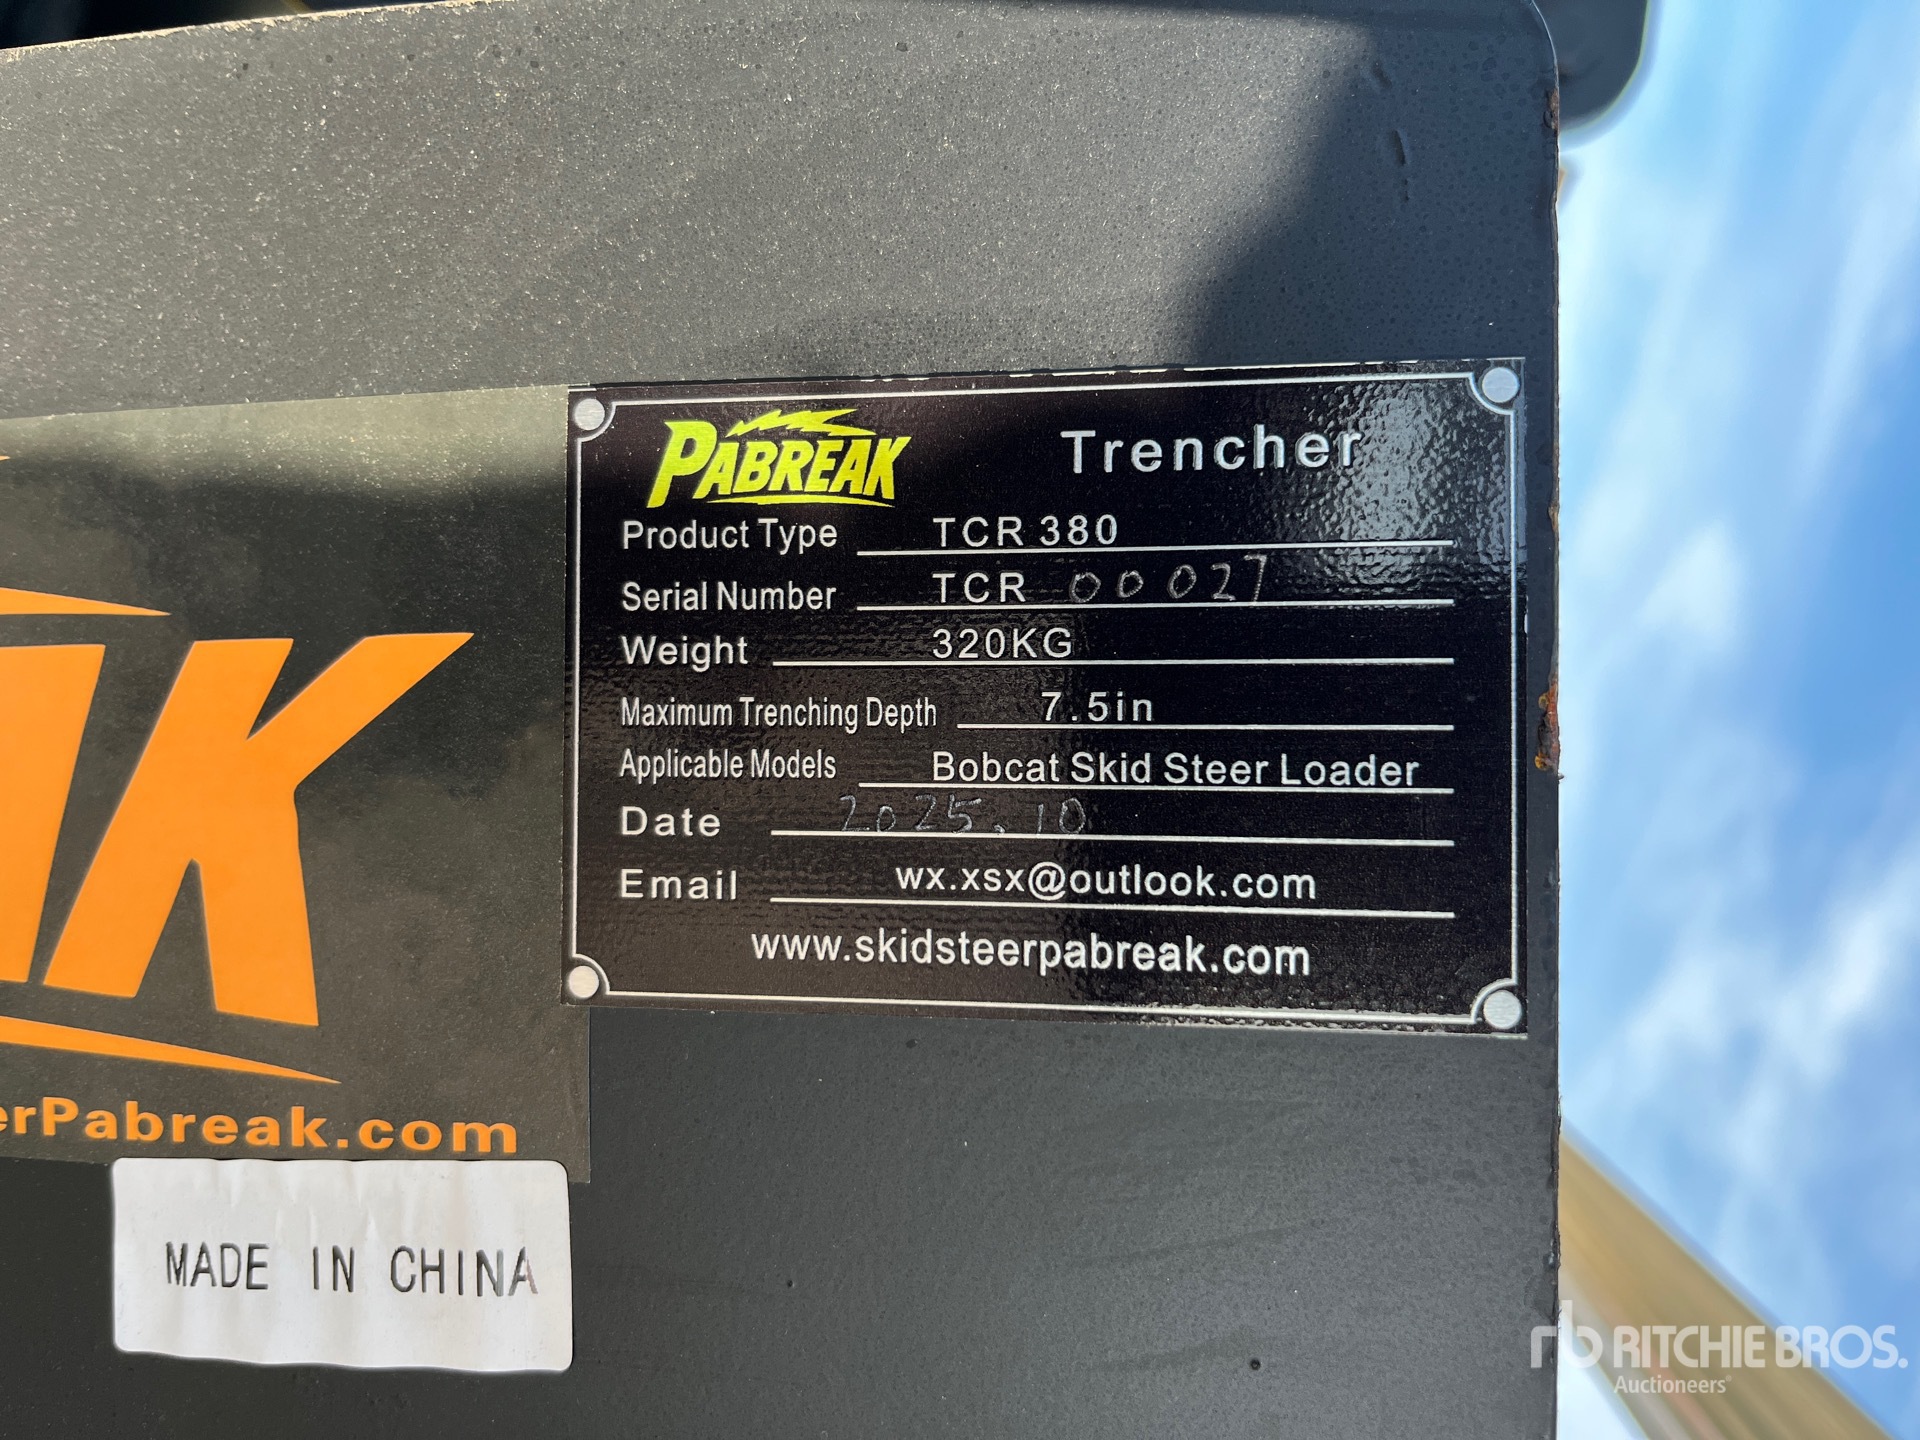 PABREAK Trencher
Product Type TCR 380
Serial Number TCR 00027
Weight 320KG
Maximum Trenching Depth 7.5in
Applicable Models Bobcat Skid Steer Loader
Date 2025.10
Email wx.xsx@outlook.com
www.skidsteerpabreak.com
AK
erPabreak.com
MADE IN CHINA
rb RITCHIE BROS.
Auctioneers